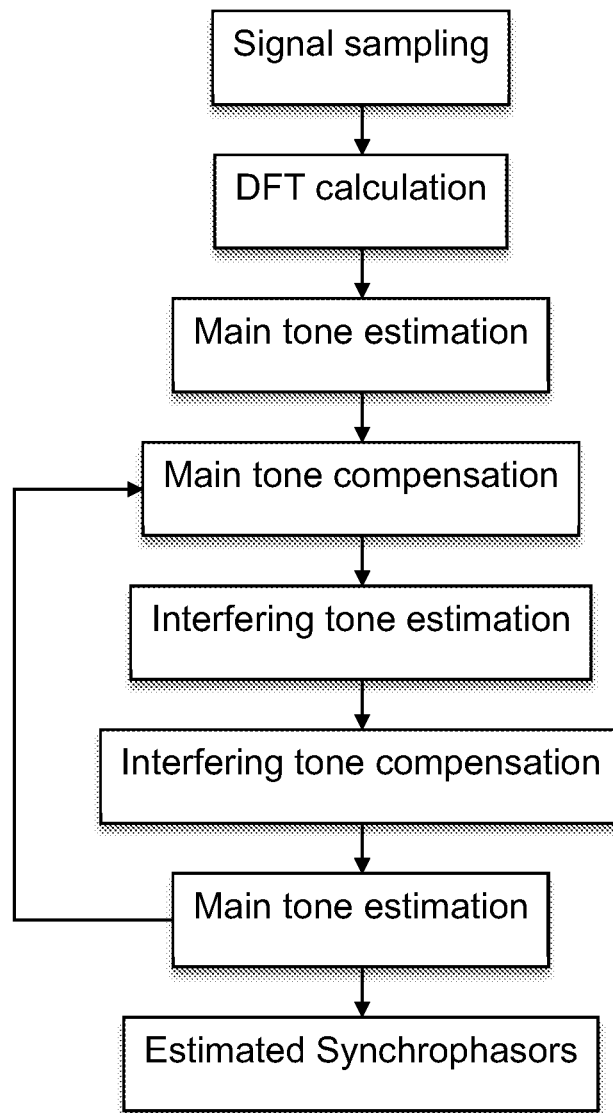 Signal sampling
DFT calculation
Main tone estimation
Main tone compensation
Interfering tone estimation
Interfering tone compensation
Main tone estimation
Estimated Synchrophasors